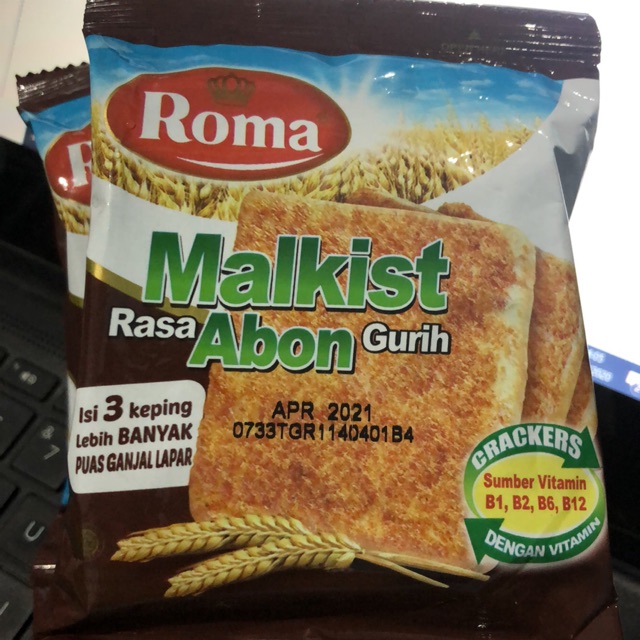 Roma
Malkist
Rasa Abon Gurih
Isi 3 keping
Lebih BANYAK
PUAS GANJAL LAPAR
APR 2021
0733TGR1140401B4
CRACKERS
Sumber Vitamin
B1, B2, B6, B12
DENGAN VITAMIN
R